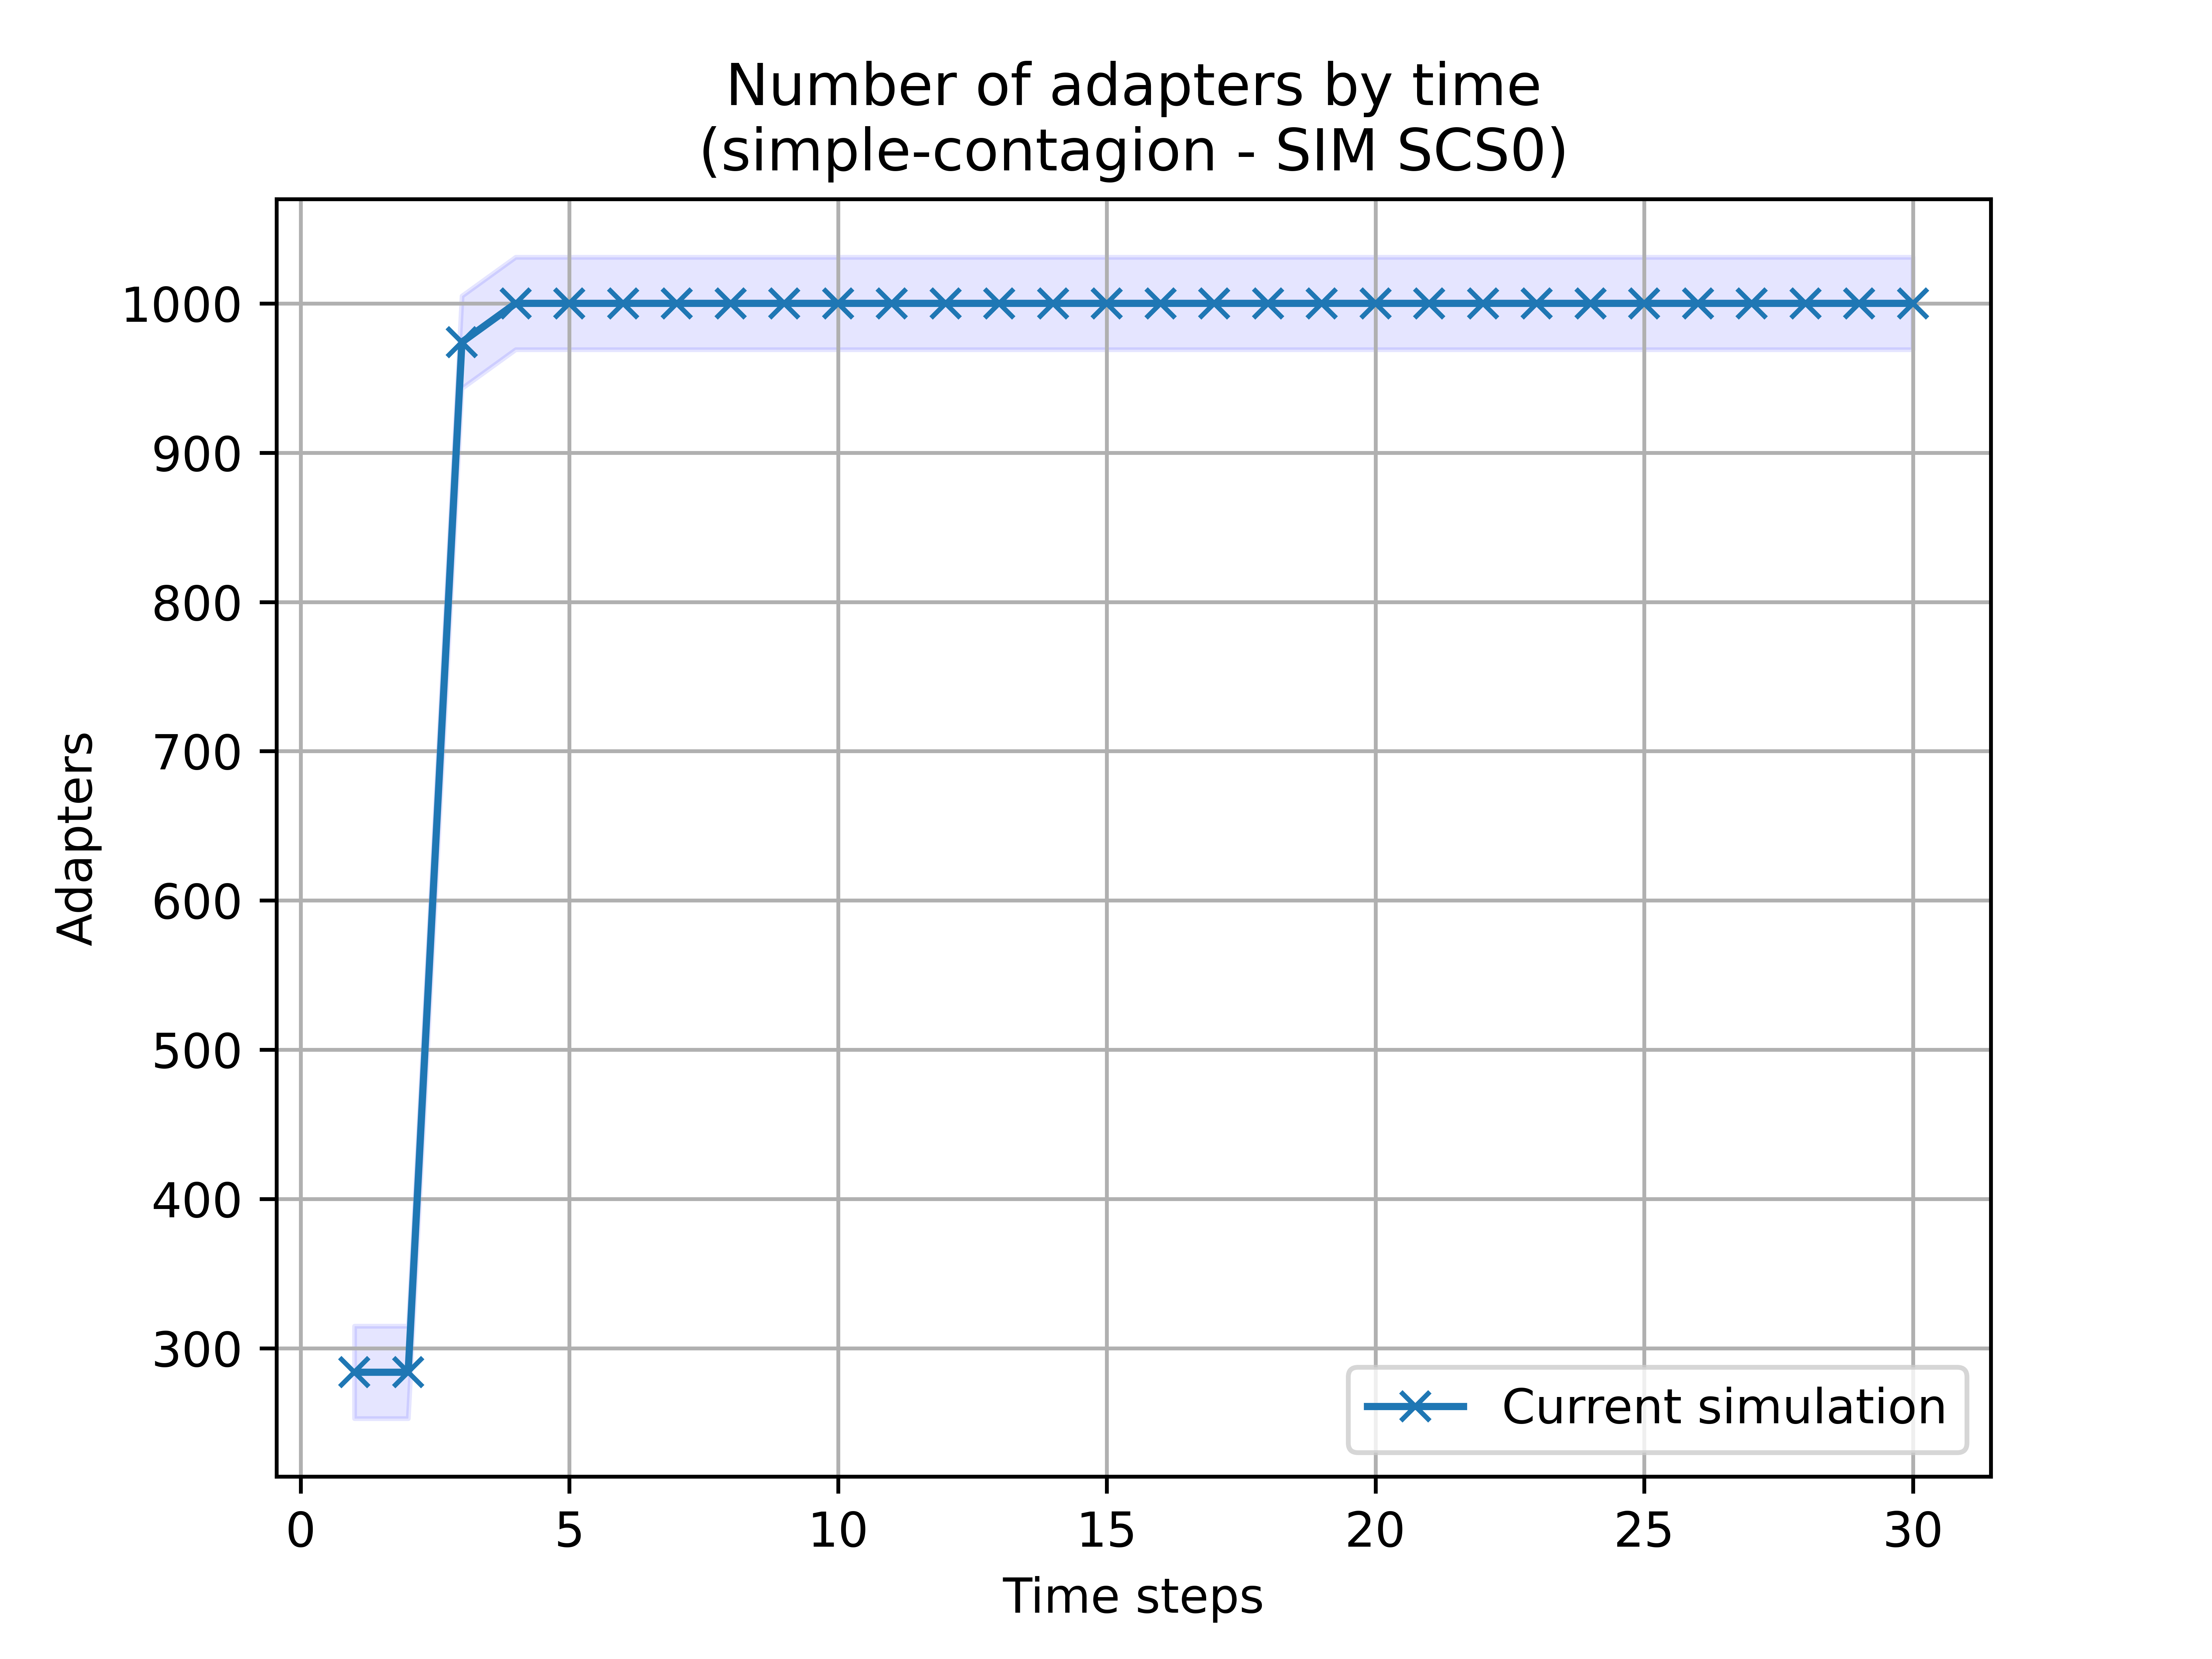 Number of adapters by time
(simple-contagion - SIM SCS0)
1000
900
800
700
600
500
400
300
Adapters
Current simulation
0 5 10 15 20 25 30
Time steps